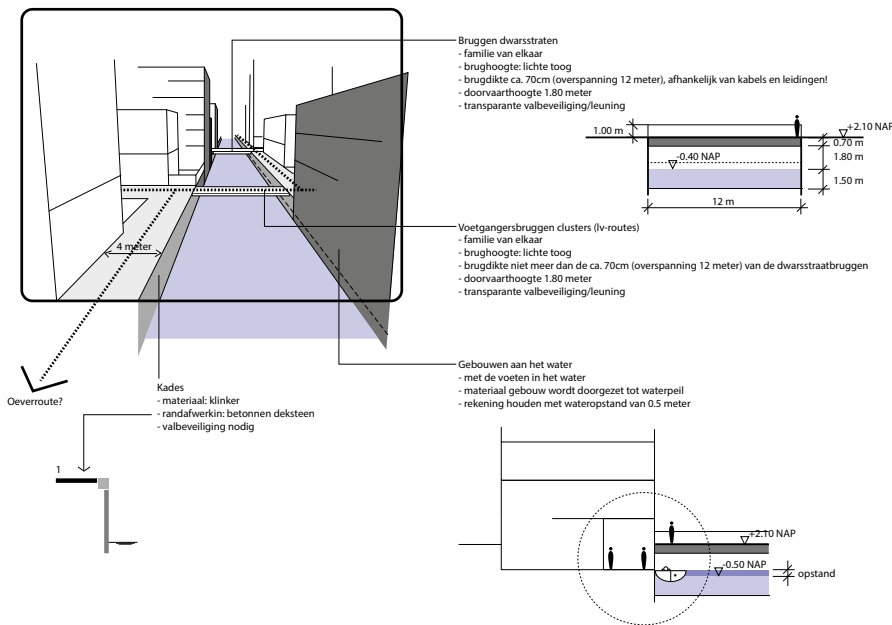 Bruggen dwarsstraten
- familie van elkaar
- brughoogte: lichte toog
- brugdikte ca. 70cm (overspanning 12 meter), afhankelijk van kabels en leidingen!
- doorvaarthoogte 1.80 meter
- transparante valbeveiliging/leuning
1.00 m
+2.10 NAP
0.70 m
-0.40 NAP
1.80 m
1.50 m
12 m
4 meter
Voetgangersbruggen clusters (lv-routes)
- familie van elkaar
- brughoogte: lichte toog
- brugdikte niet meer dan de ca. 70cm (overspanning 12 meter) van de dwarsstraatbruggen
- doorvaarthoogte 1.80 meter
- transparante valbeveiliging/leuning
Gebouwen aan het water
- met de voeten in het water
- materiaal gebouw wordt doorgezet tot waterpeil
- rekening houden met wateropstand van 0.5 meter
Oeverroute?
Kades
- materiaal: klinker
- randafwerkin: betonnen deksteen
- valbeveiliging nodig
1
+2.10 NAP
-0.50 NAP
opstand